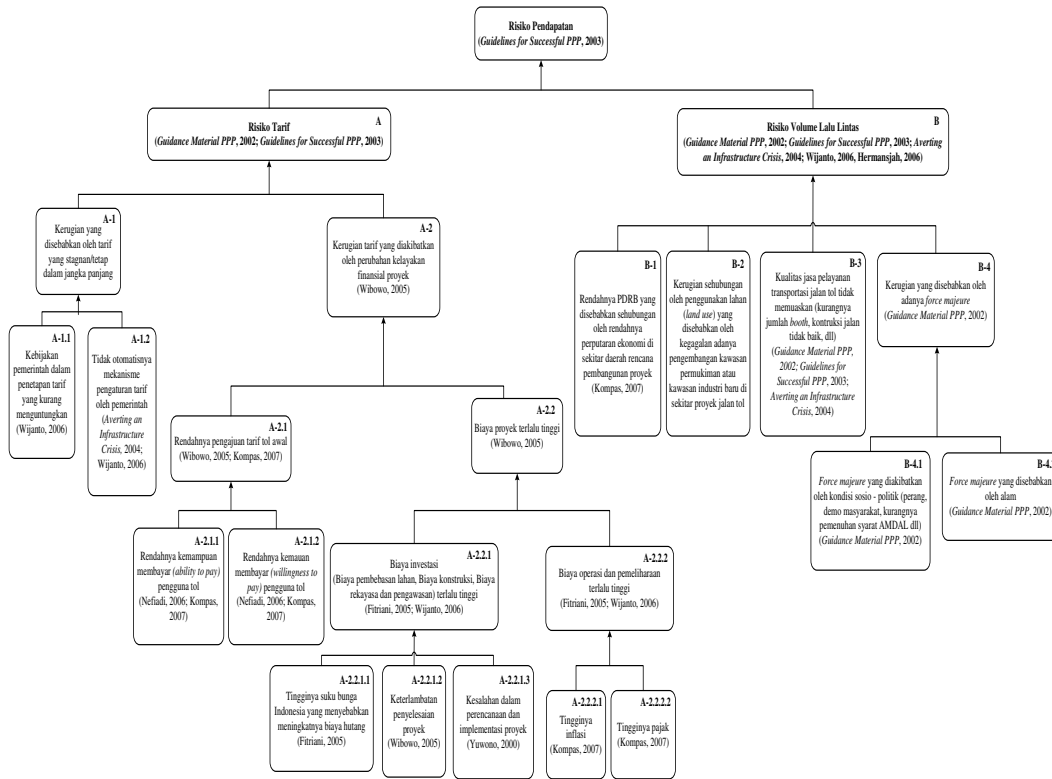 Risiko Pendapatan
(Guidelines for Successful PPP, 2003)
A
Risiko Tarif
(Guidance Material PPP, 2002; Guidelines for Successful PPP, 2003)
B
Risiko Volume Lalu Lintas
(Guidance Material PPP, 2002; Guidelines for Successful PPP, 2003; Averting
an Infrastructure Crisis, 2004; Wijanto, 2006, Hermansjah, 2006)
A-1
Kerugian yang
disebabkan oleh tarif
yang stagnan/tetap
dalam jangka panjang
A-2
Kerugian tarif yang diakibatkan
oleh perubahan kelayakan
finansial proyek
(Wibowo, 2005)
B-1
Rendahnya PDRB yang
disebabkan sehubungan
oleh rendahnya
perputaran ekonomi di
sekitar daerah rencana
pembangunan proyek
(Kompas, 2007)
B-2
Kerugian sehubungan
oleh penggunakan lahan
(land use) yang
disebabkan oleh
kegagalan adanya
pengembangan kawasan
permukiman atau
kawasan industri baru di
sekitar proyek jalan tol
B-3
Kualitas jasa pelayanan
transportasi jalan tol tidak
memuaskan (kurangnya
jumlah booth, kontruksi jalan
tidak baik, dll)
(Guidance Material PPP,
2002; Guidelines for
Successful PPP, 2003;
Averting an Infrastructure
Crisis, 2004)
B-4
Kerugian yang disebabkan oleh
adanya force majeure
(Guidance Material PPP, 2002)
A-1.1
Kebijakan
pemerintah dalam
penetapan tarif
yang kurang
menguntungkan
(Wijanto, 2006)
A-1.2
Tidak otomatisnya
mekanisme
pengaturan tarif
oleh pemerintah
(Averting an
Infrastructure
Crisis, 2004;
Wijanto, 2006)
A-2.1
Rendahnya pengajuan tarif tol awal
(Wibowo, 2005; Kompas, 2007)
A-2.2
Biaya proyek terlalu tinggi
(Wibowo, 2005)
B-4.1
Force majeure yang diakibatkan
oleh kondisi sosio - politik (perang,
demo masyarakat, kurangnya
pemenuhan syarat AMDAL dll)
(Guidance Material PPP, 2002)
B-4.
Force majeure yang disebabkan
oleh alam
(Guidance Material PPP,
2002)
A-2.1.1
Rendahnya kemampuan
membayar (ability to pay)
pengguna tol
(Nefiadi, 2006; Kompas,
2007)
A-2.1.2
Rendahnya kemauan
membayar (willingness to
pay) pengguna tol
(Nefiadi, 2006; Kompas,
2007)
A-2.2.1
Biaya investasi
(Biaya pembebasan lahan, Biaya konstruksi, Biaya
rekayasa dan pengawasan) terlalu tinggi
(Fitriani, 2005; Wijanto, 2006)
A-2.2.2
Biaya operasi dan pemeliharaan
terlalu tinggi
(Fitriani, 2005; Wijanto, 2006)
A-2.2.1.1
Tingginya suku bunga
Indonesia yang menyebabkan
meningkatnya biaya hutang
(Fitriani, 2005)
A-2.2.1.2
Keterlambatan
penyelesaian
proyek
(Wibowo, 2005)
A-2.2.1.3
Kesalahan dalam
perencanaan dan
implementasi proyek
(Yuwono, 2000)
A-2.2.2.1
Tingginya
inflasi
(Kompas, 2007)
A-2.2.2.2
Tingginya pajak
(Kompas, 2007)